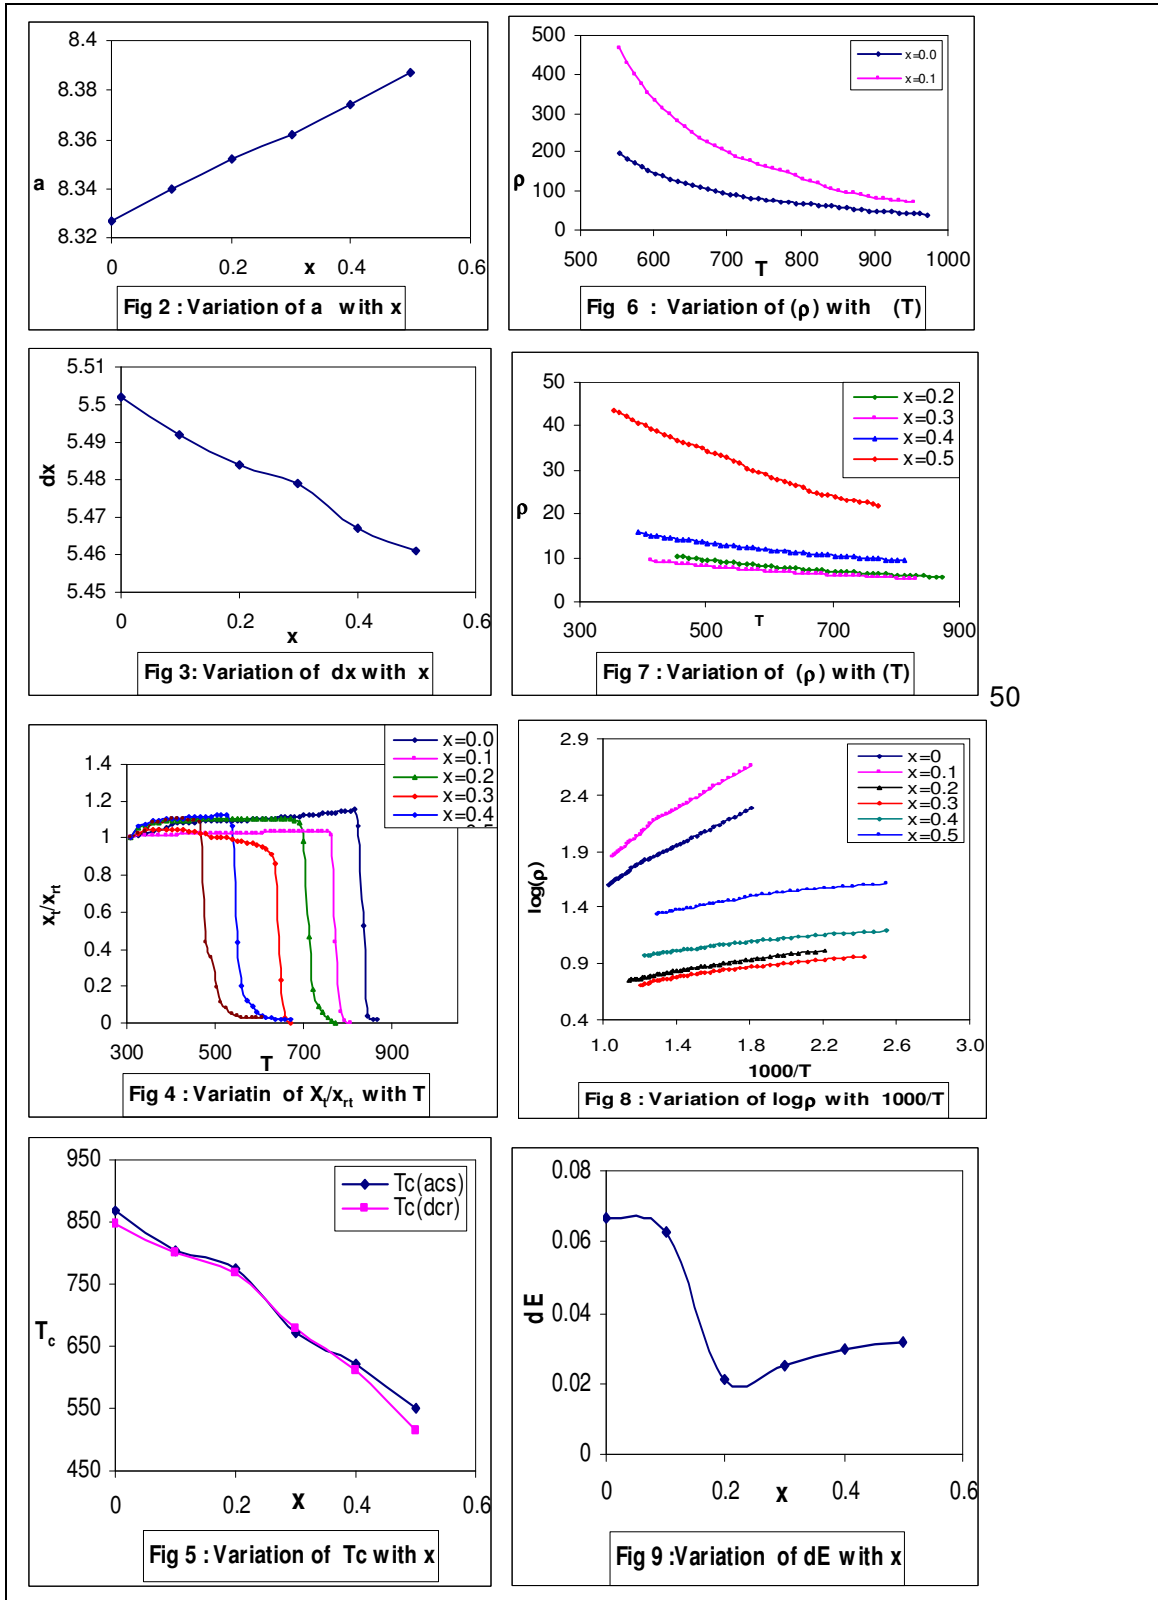 8.4
8.38
8.36
8.34
8.32
a
0 0.2 0.4 0.6
x
Fig 2 : Variation of a with x
500
400
300
200
100
0
ρ
x=0.0
x=0.1
500 600 700 800 900 1000
T
Fig 6 : Variation of (ρ) with (T)
5.51
5.5
5.49
5.48
5.47
5.46
5.45
dx
0 0.2 0.4 0.6
x
Fig 3: Variation of dx with x
50
40
30
20
10
0
ρ
x=0.2
x=0.3
x=0.4
x=0.5
300 500 700 900
T
Fig 7 : Variation of (ρ) with (T)
50
1.4
1.2
1
0.8
0.6
0.4
0.2
0
xt/xrt
x=0.0
x=0.1
x=0.2
x=0.3
x=0.4
300 500 700 900
T
Fig 4 : Variatin of Xt/xrt with T
2.9
2.4
1.9
1.4
0.9
0.4
log(ρ)
x=0
x=0.1
x=0.2
x=0.3
x=0.4
x=0.5
1.0 1.4 1.8 2.2 2.6 3.0
1000/T
Fig 8 : Variation of logρ with 1000/T
950
850
750
650
550
450
Tc
Tc(acs)
Tc(dcr)
0 0.2 0.4 0.6
x
Fig 5 : Variation of Tc with x
0.08
0.06
0.04
0.02
0
dE
0 0.2 0.4 0.6
x
Fig 9 :Variation of dE with x